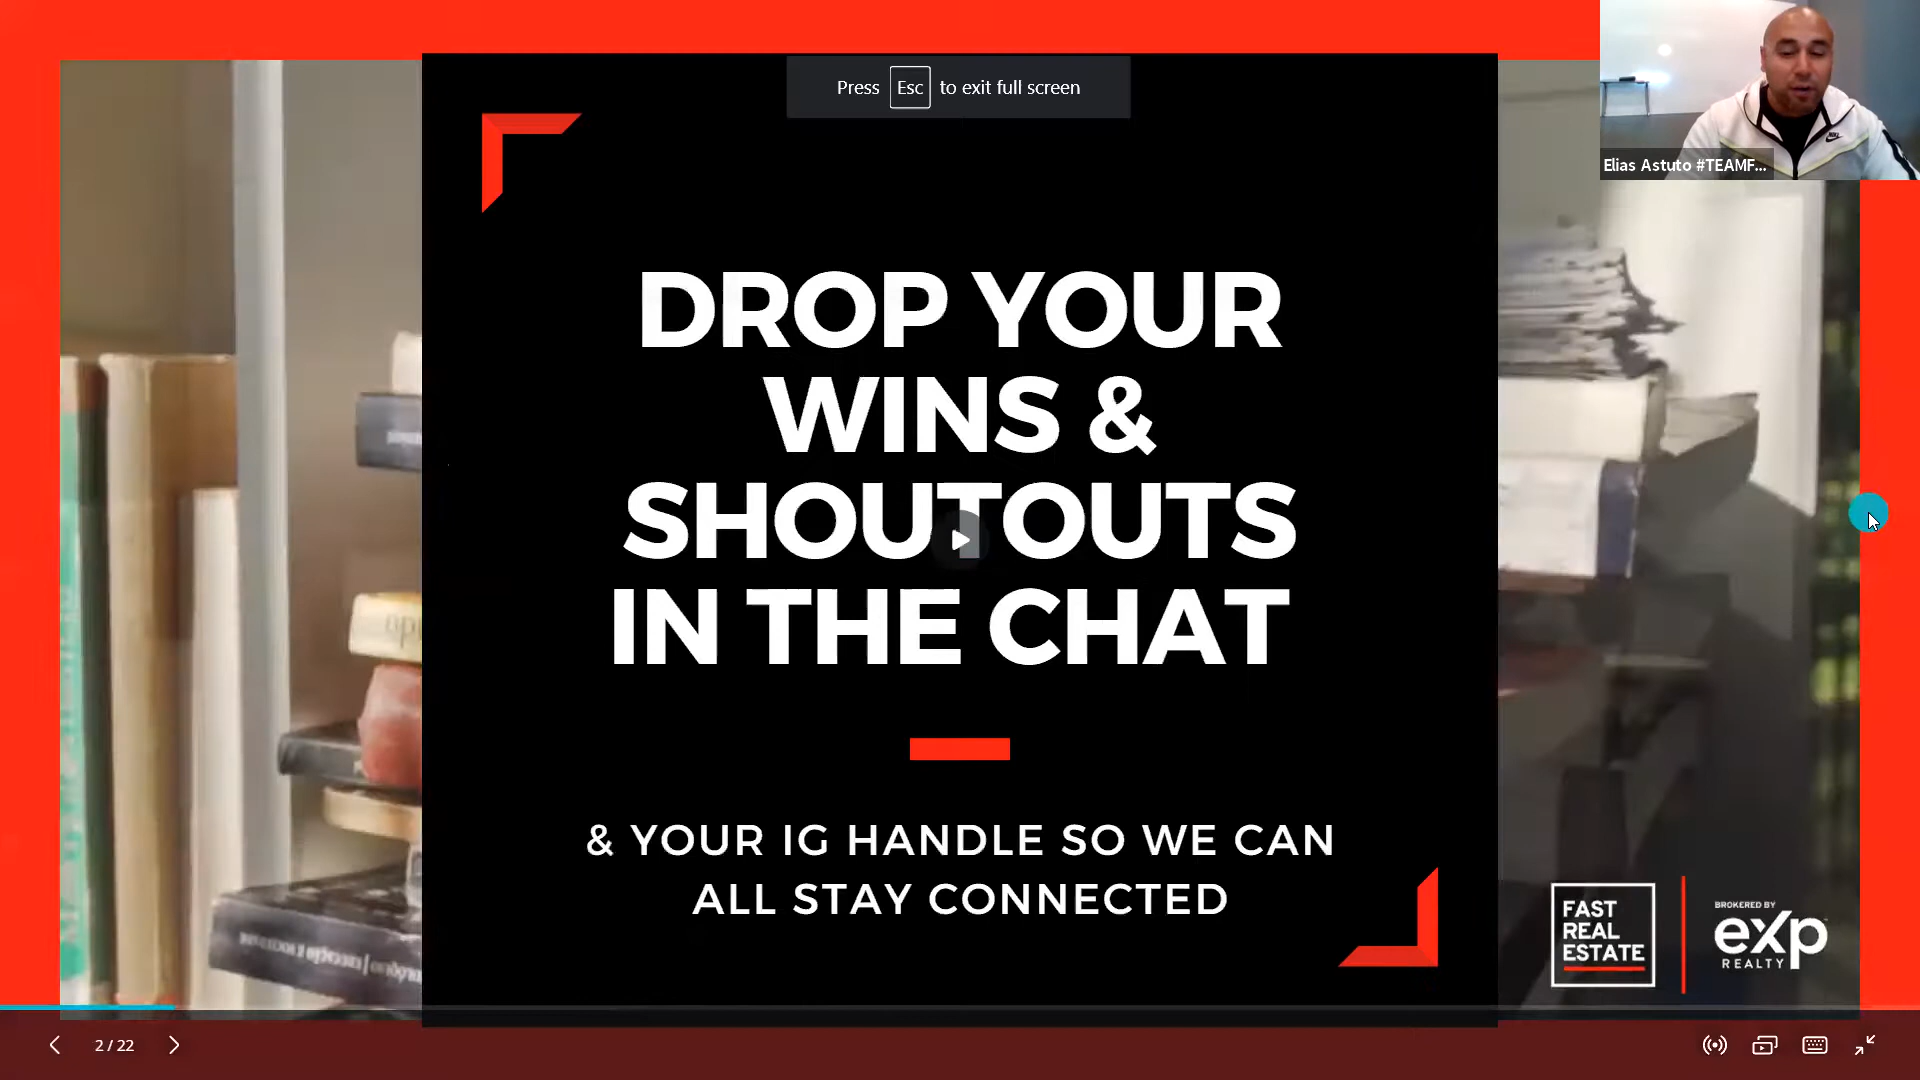 Press Esc to exit full screen
Elias Astuto #TEAMF...
DROP YOUR
WINS &
SHOUTOUTS
IN THE CHAT
& YOUR IG HANDLE SO WE CAN
ALL STAY CONNECTED
FAST
REAL
ESTATE
BROKERED BY
eXp
REALTY
2 / 22